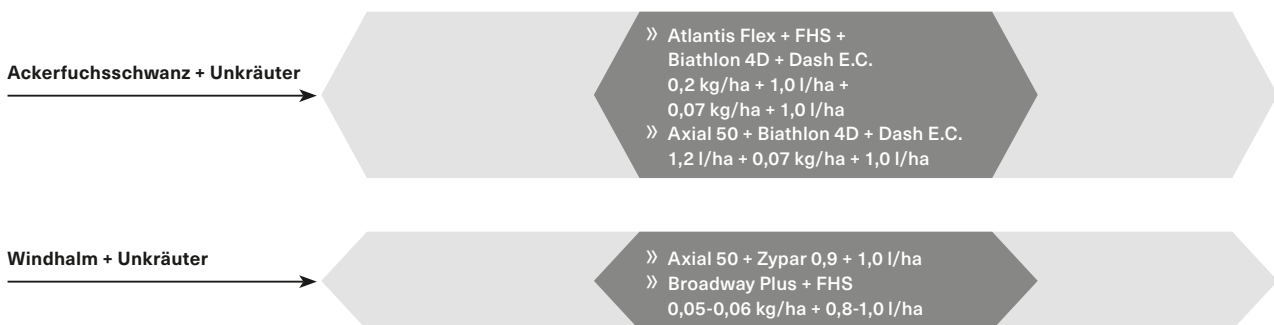 Ackerfuchsschwanz + Unkräuter
» Atlantis Flex + FHS +
Biathlon 4D + Dash E.C.
0,2 kg/ha + 1,0 l/ha +
0,07 kg/ha + 1,0 l/ha
» Axial 50 + Biathlon 4D + Dash E.C.
1,2 l/ha + 0,07 kg/ha + 1,0 l/ha
Windhalm + Unkräuter
» Axial 50 + Zypar 0,9 + 1,0 l/ha
» Broadway Plus + FHS
0,05-0,06 kg/ha + 0,8-1,0 l/ha